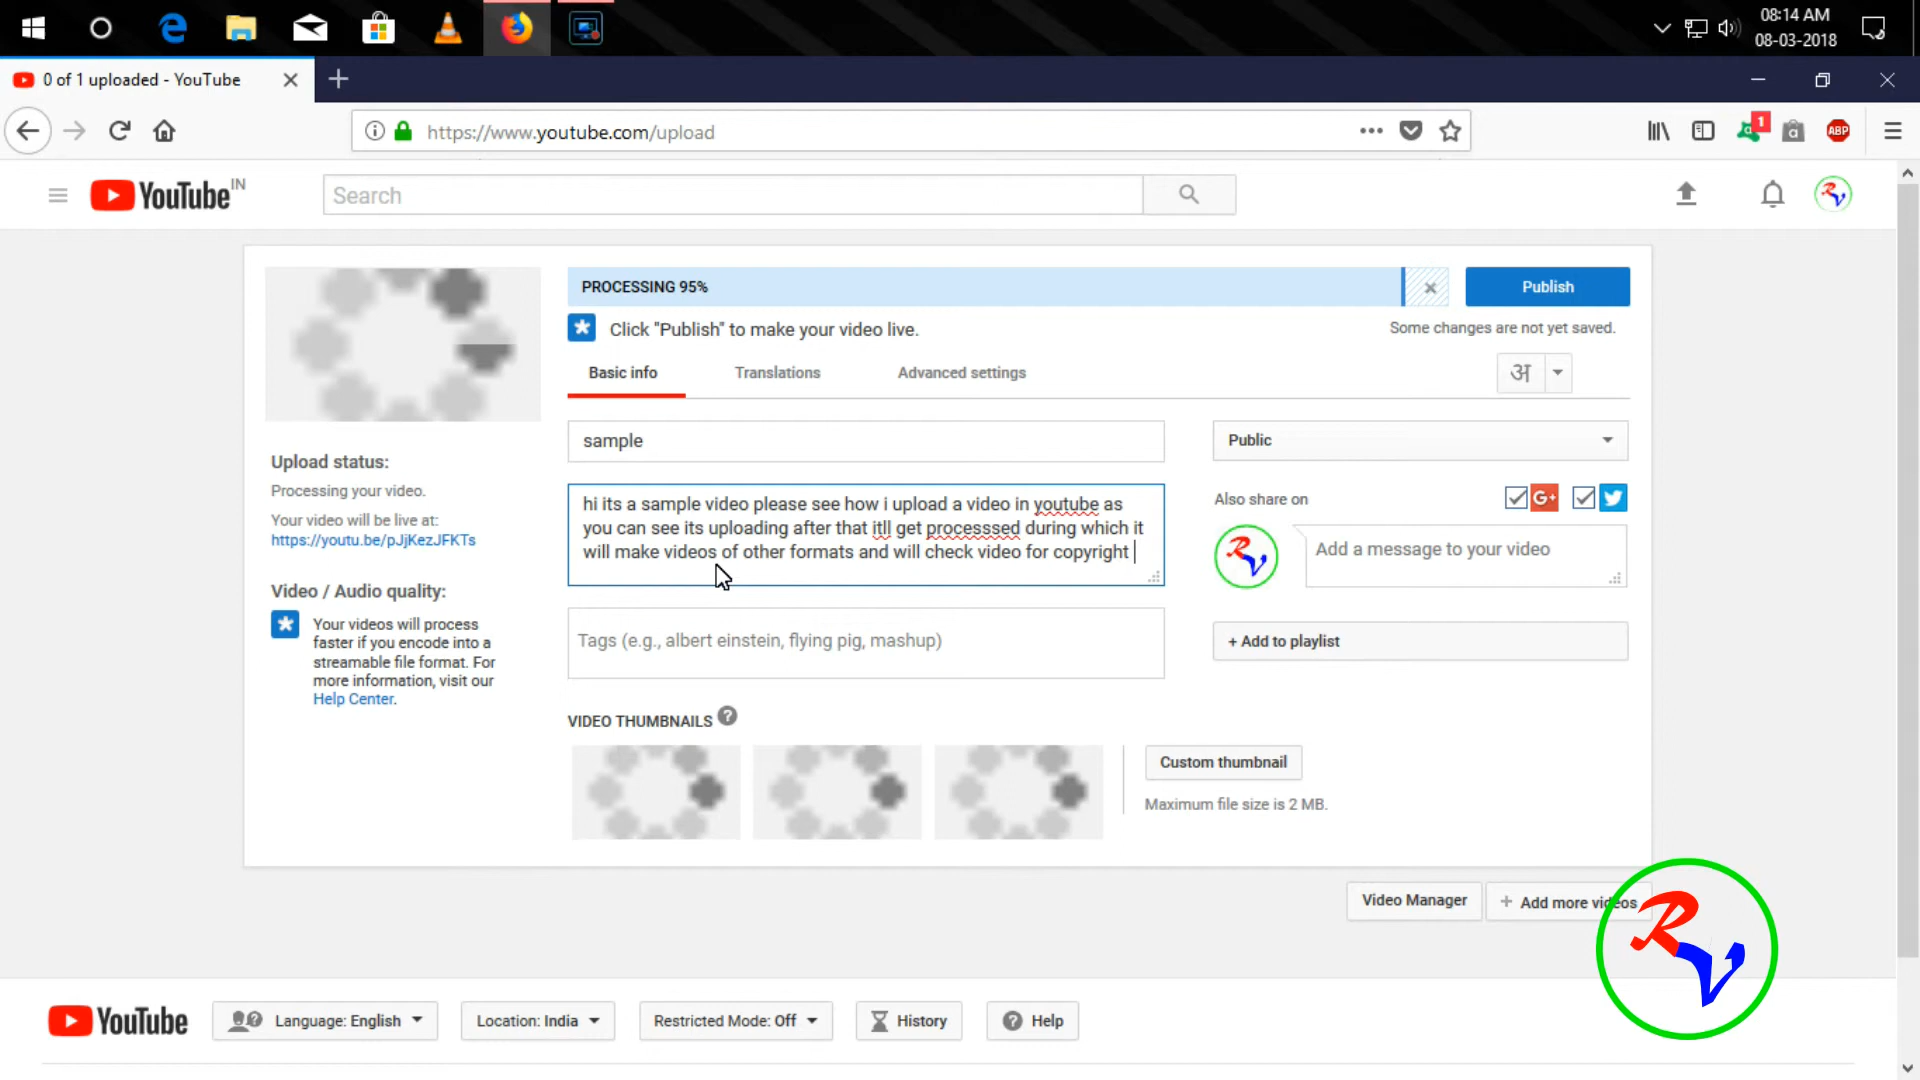 08:14 AM
08-03-2018
0 of 1 uploaded - YouTube
https://www.youtube.com/upload
1
ABP
YouTube IN
Search
PROCESSING 95%
Publish
Click "Publish" to make your video live.
Some changes are not yet saved.
Basic info
Translations
Advanced settings
अ
sample
Public
Upload status:
Processing your video.
Your video will be live at:
https://youtu.be/pJjKezJFKTs
hi its a sample video please see how i upload a video in youtube as
you can see its uploading after that itll get processsed during which it
will make videos of other formats and will check video for copyright
Also share on
G+
RV
Add a message to your video
Video / Audio quality:
Your videos will process
faster if you encode into a
streamable file format. For
more information, visit our
Help Center.
Tags (e.g., albert einstein, flying pig, mashup)
+ Add to playlist
VIDEO THUMBNAILS ?
Custom thumbnail
Maximum file size is 2 MB.
Video Manager
+ Add more videos
RV
YouTube
Language: English
Location: India
Restricted Mode: Off
History
Help